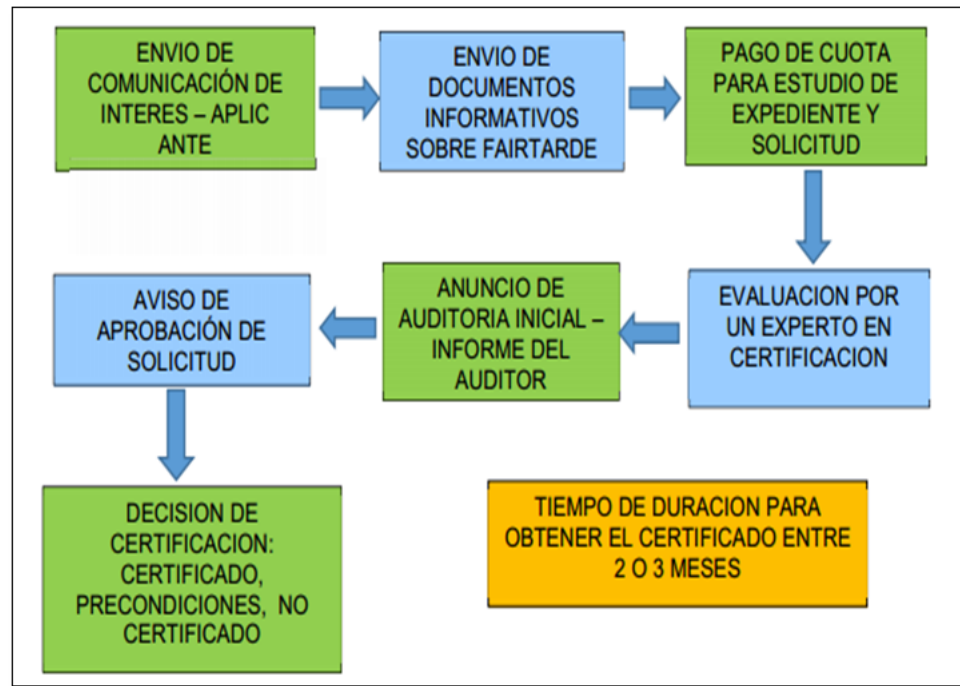 ENVIO DE
COMUNICACIÓN DE
INTERES – APLIC
ANTE
ENVIO DE
DOCUMENTOS
INFORMATIVOS
SOBRE FAIRTARDE
PAGO DE CUOTA
PARA ESTUDIO DE
EXPEDIENTE Y
SOLICITUD
EVALUACION POR
UN EXPERTO EN
CERTIFICACION
ANUNCIO DE
AUDITORIA INICIAL –
INFORME DEL
AUDITOR
AVISO DE
APROBACIÓN DE
SOLICITUD
DECISION DE
CERTIFICACION:
CERTIFICADO,
PRECONDICIONES, NO
CERTIFICADO
TIEMPO DE DURACION PARA
OBTENER EL CERTIFICADO ENTRE
2 O 3 MESES